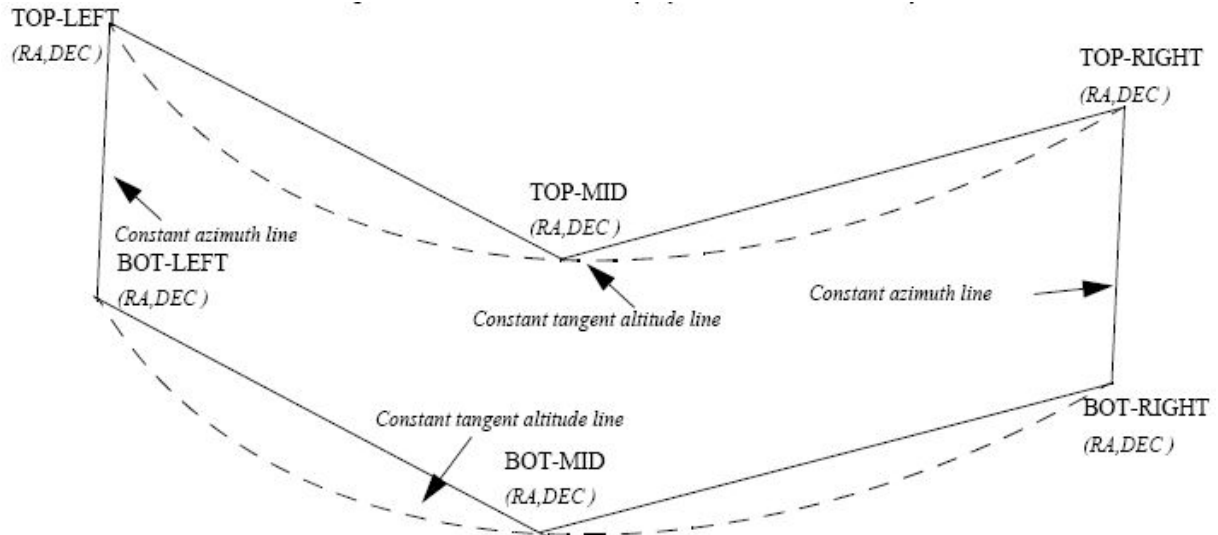 TOP-LEFT
(RA,DEC )
TOP-RIGHT
(RA,DEC )
TOP-MID
(RA,DEC )
Constant azimuth line
BOT-LEFT
(RA,DEC )
Constant azimuth line
Constant tangent altitude line
Constant tangent altitude line
BOT-RIGHT
(RA,DEC )
BOT-MID
(RA,DEC )